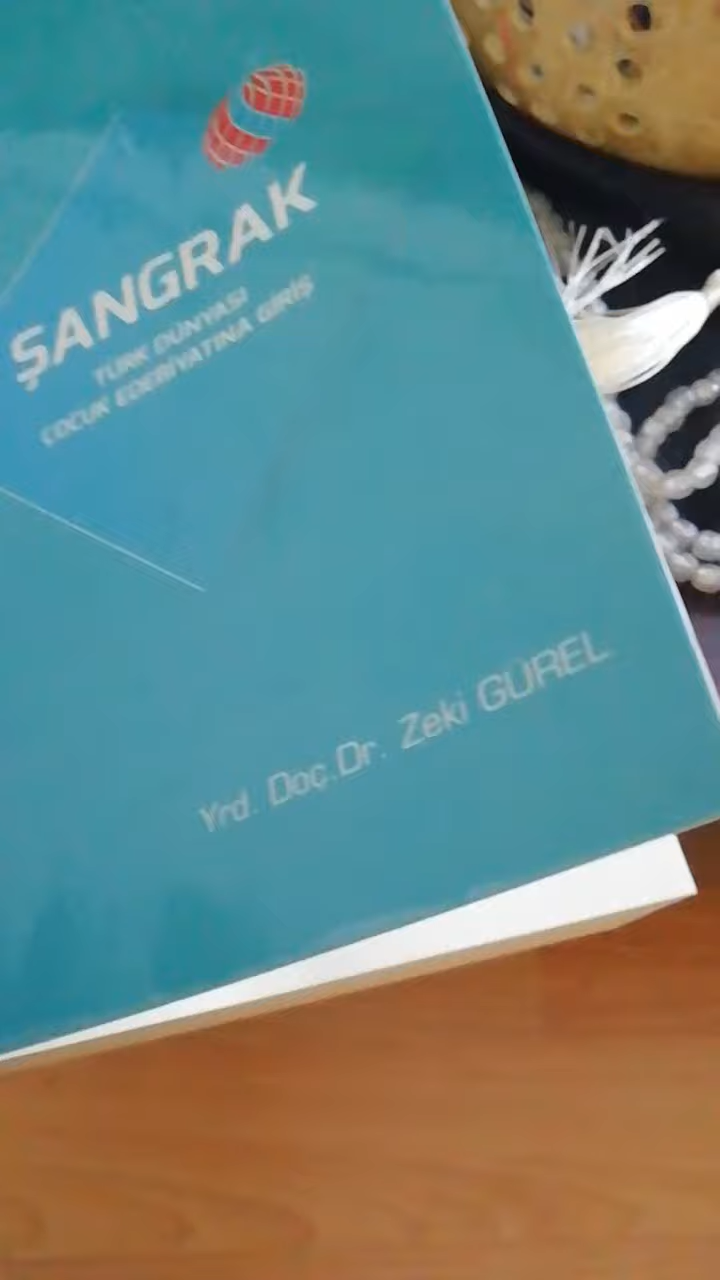 ŞANGRAK
TÜRK DÜNYASI
ÇOCUK EDEBİYATINA GİRİŞ
Yrd. Doç.Dr. Zeki GÜREL